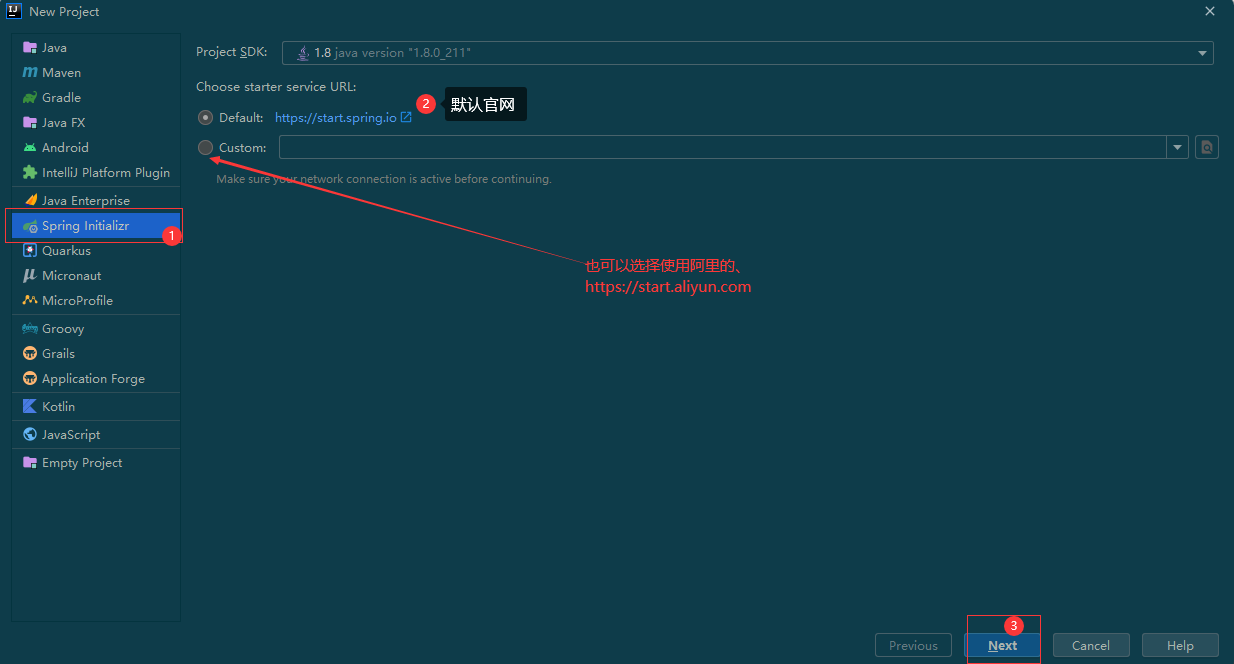 New Project
Java
Maven
Gradle
Java FX
Android
IntelliJ Platform Plugin
Java Enterprise
Spring Initializr
1
Quarkus
Micronaut
MicroProfile
Groovy
Grails
Application Forge
Kotlin
JavaScript
Empty Project
Project SDK: 1.8 java version "1.8.0_211"
Choose starter service URL:
2 默认官网
Default: https://start.spring.io
Custom:
Make sure your network connection is active before continuing.
也可以选择使用阿里的、
https://start.aliyun.com
3
Previous Next Cancel Help